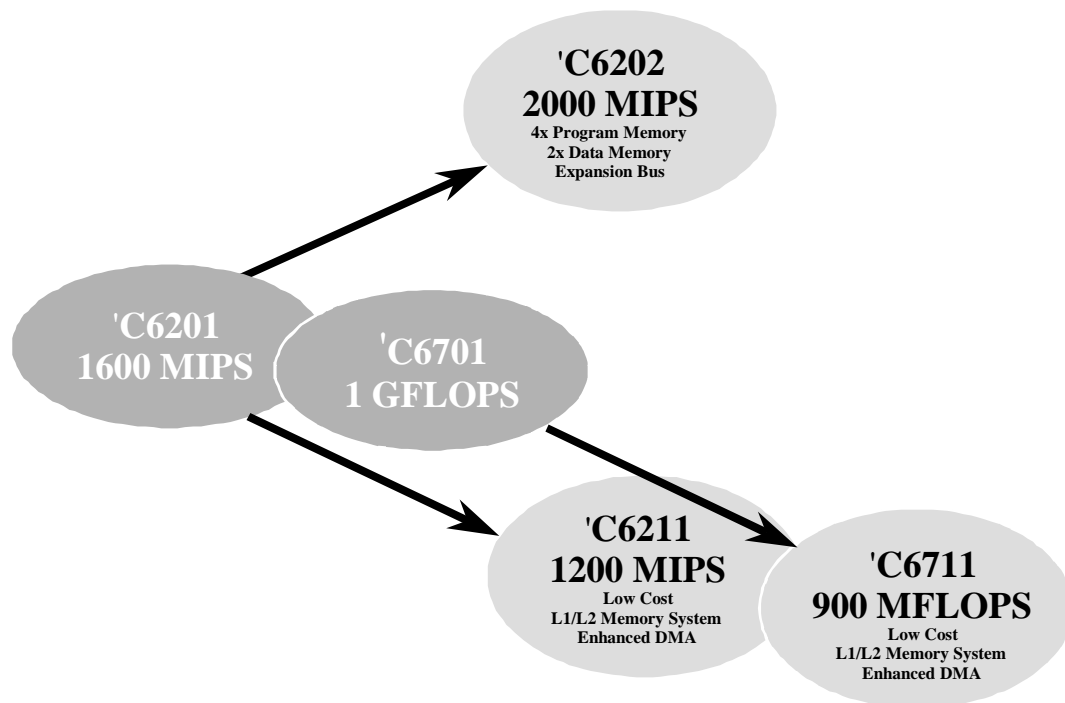 'C6202
2000 MIPS
4x Program Memory
2x Data Memory
Expansion Bus
'C6201
1600 MIPS
'C6701
1 GFLOPS
'C6211
1200 MIPS
Low Cost
L1/L2 Memory System
Enhanced DMA
'C6711
900 MFLOPS
Low Cost
L1/L2 Memory System
Enhanced DMA